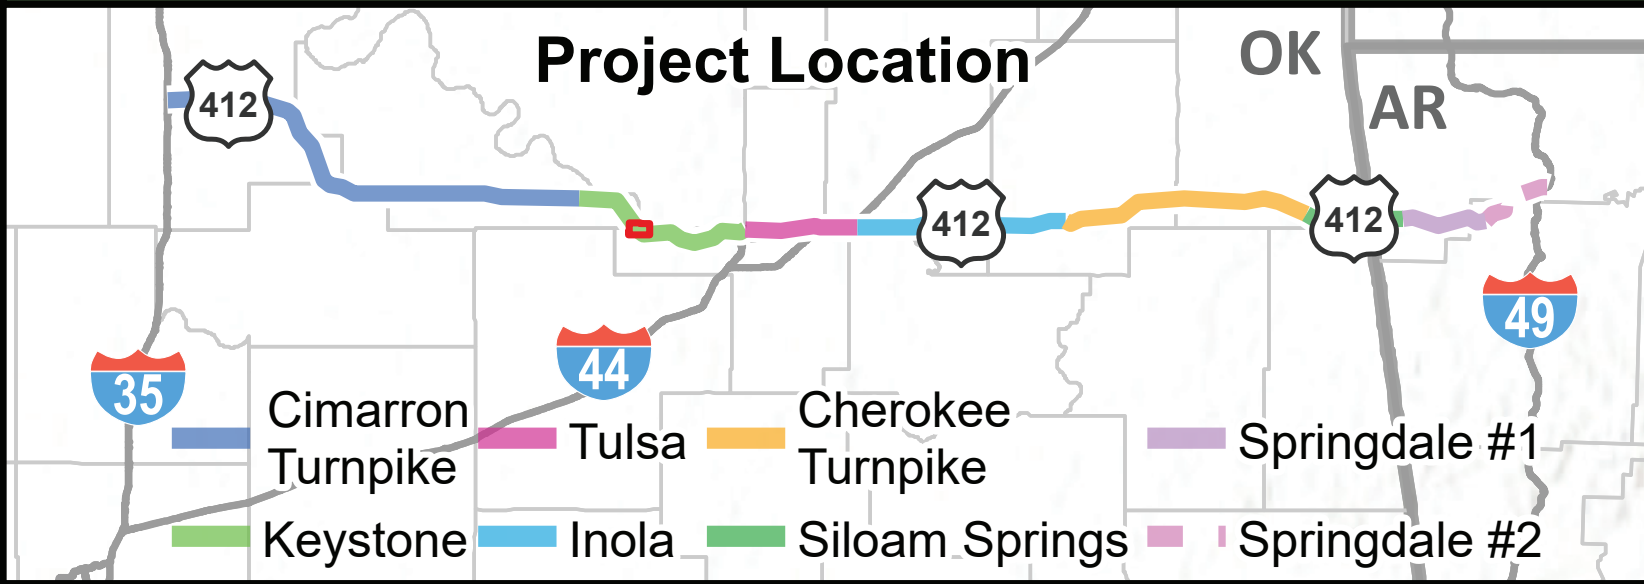 Project Location
OK
AR
412
412
412
35
44
49
Cimarron
Turnpike
Keystone
Tulsa
Inola
Cherokee
Turnpike
Siloam Springs
Springdale #1
Springdale #2